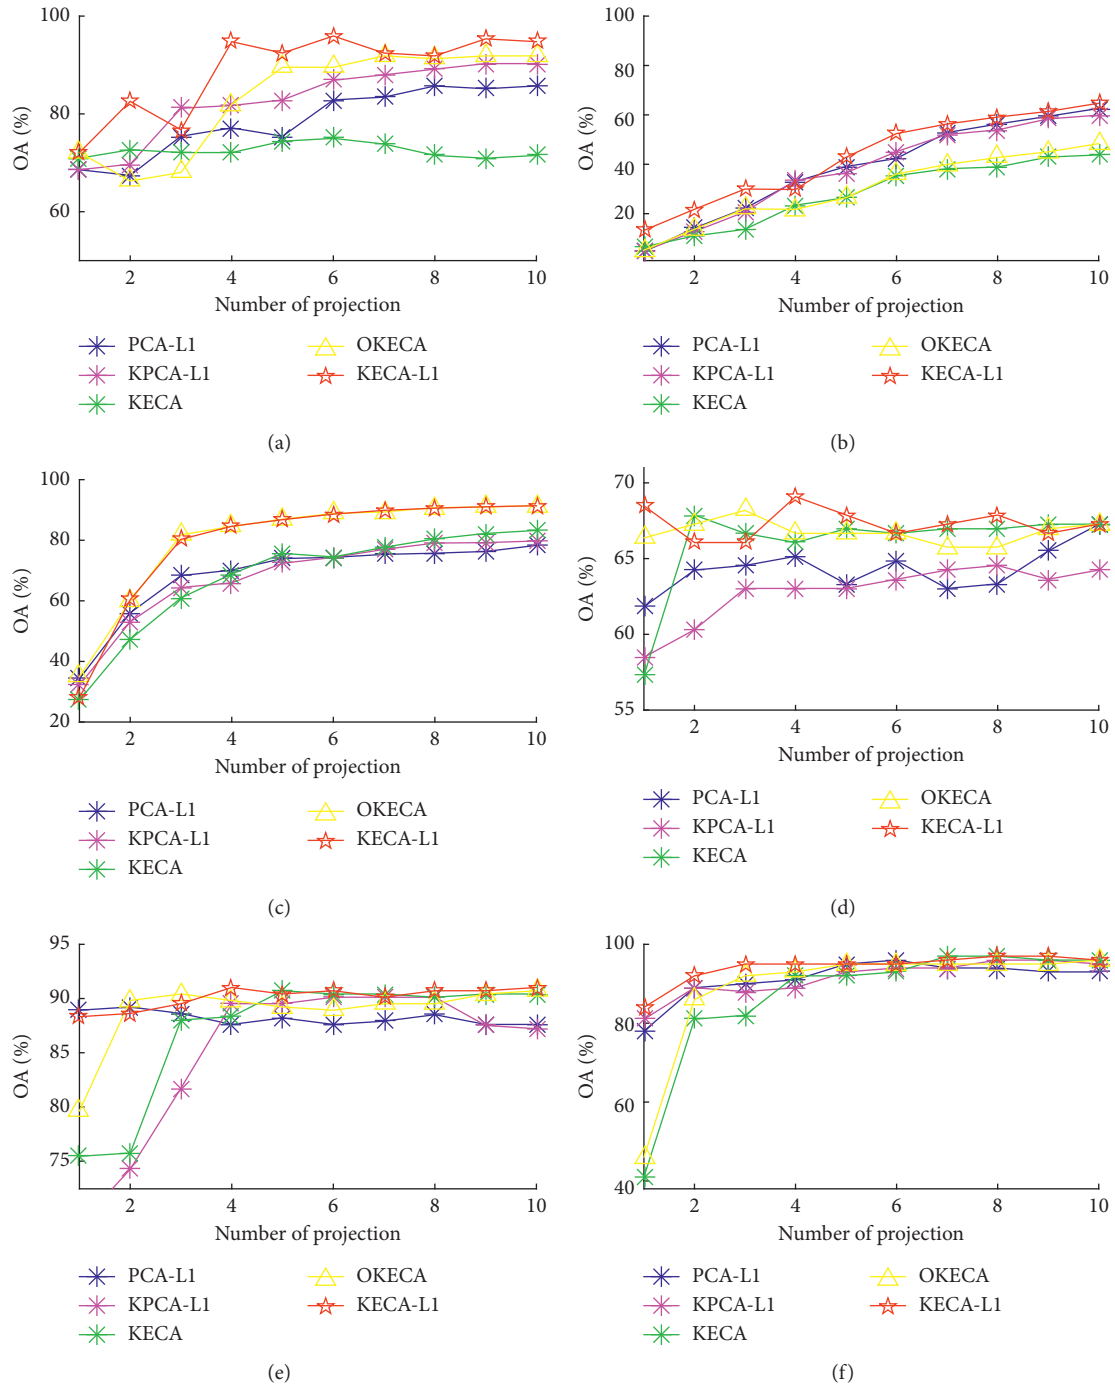 100
80
60
OA (%)
2 4 6 8 10
Number of projection
PCA-L1 OKECA
KPCA-L1 KECA-L1
KECA
(a)
100
80
60
40
20
OA (%)
2 4 6 8 10
Number of projection
PCA-L1 OKECA
KPCA-L1 KECA-L1
KECA
(b)
100
80
60
40
20
OA (%)
2 4 6 8 10
Number of projection
PCA-L1 OKECA
KPCA-L1 KECA-L1
KECA
(c)
70
65
60
55
OA (%)
2 4 6 8 10
Number of projection
PCA-L1 OKECA
KPCA-L1 KECA-L1
KECA
(d)
95
90
85
80
75
OA (%)
2 4 6 8 10
Number of projection
PCA-L1 OKECA
KPCA-L1 KECA-L1
KECA
(e)
100
80
60
40
OA (%)
2 4 6 8 10
Number of projection
PCA-L1 OKECA
KPCA-L1 KECA-L1
KECA
(f)